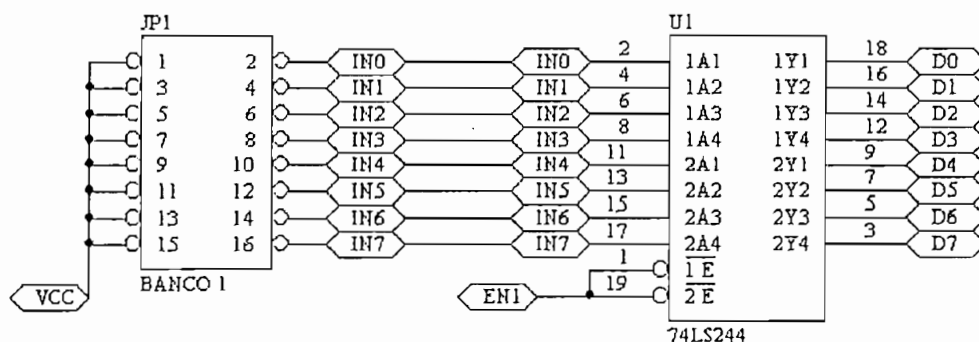 JP1 U1
1 2 IN0 IN0 2 1A1 1Y1 18 D0
3 4 IN1 IN1 4 1A2 1Y2 16 D1
5 6 IN2 IN2 6 1A3 1Y3 14 D2
7 8 IN3 IN3 8 1A4 1Y4 12 D3
9 10 IN4 IN4 11 2A1 2Y1 9 D4
11 12 IN5 IN5 13 2A2 2Y2 7 D5
13 14 IN6 IN6 15 2A3 2Y3 5 D6
15 16 IN7 IN7 17 2A4 2Y4 3 D7
1 1E
BANCO 1 19 2E
VCC EN1
74LS244